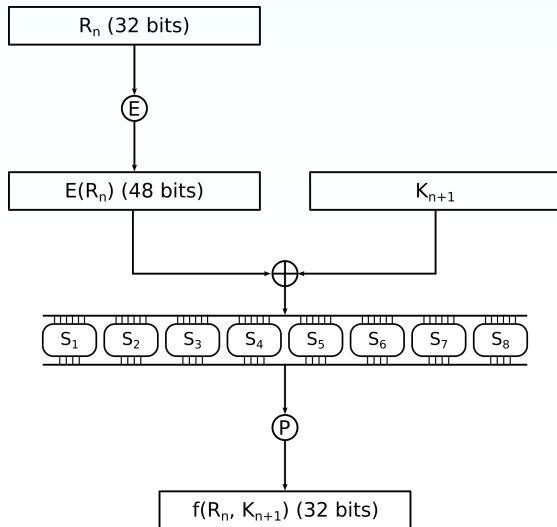 Rₙ (32 bits)
E
E(Rₙ) (48 bits)
Kₙ₊₁
S₁ S₂ S₃ S₄ S₅ S₆ S₇ S₈
P
f(Rₙ, Kₙ₊₁) (32 bits)